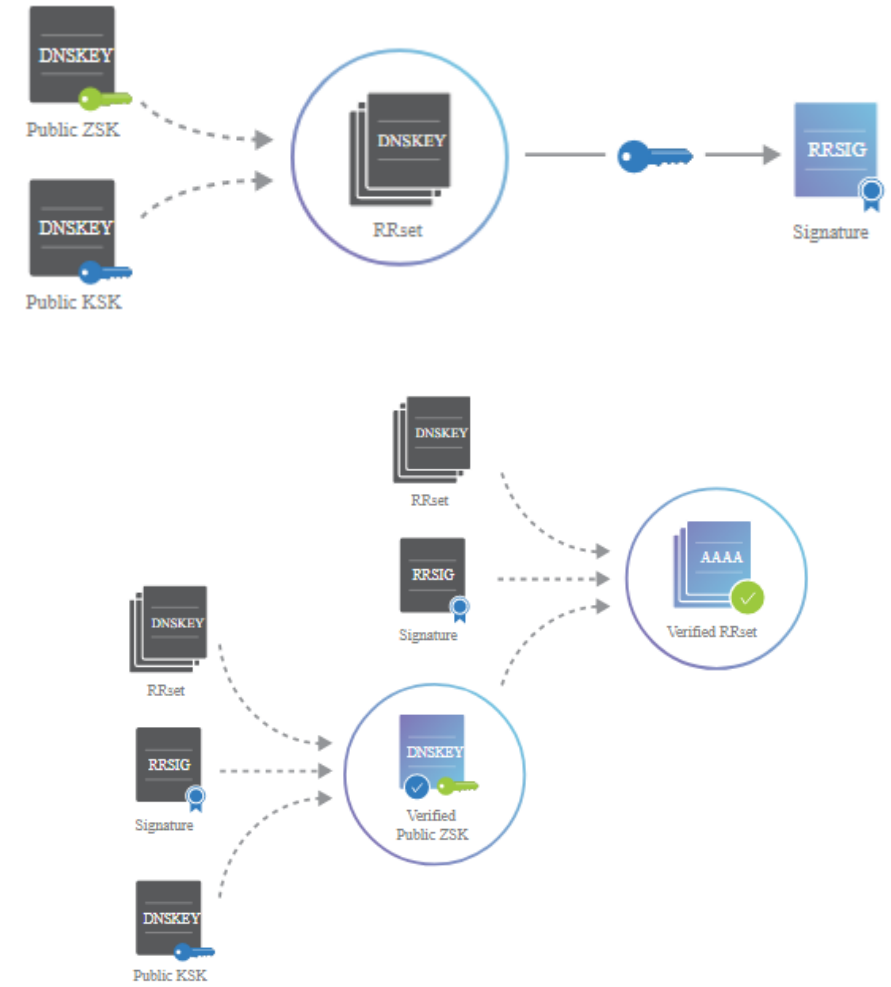 DNSKEY
Public ZSK
DNSKEY
Public KSK
DNSKEY
RRset
RRSIG
Signature
DNSKEY
RRset
RRSIG
Signature
AAAA
Verified RRset
DNSKEY
RRset
RRSIG
Signature
DNSKEY
Public KSK
DNSKEY
Verified
Public ZSK